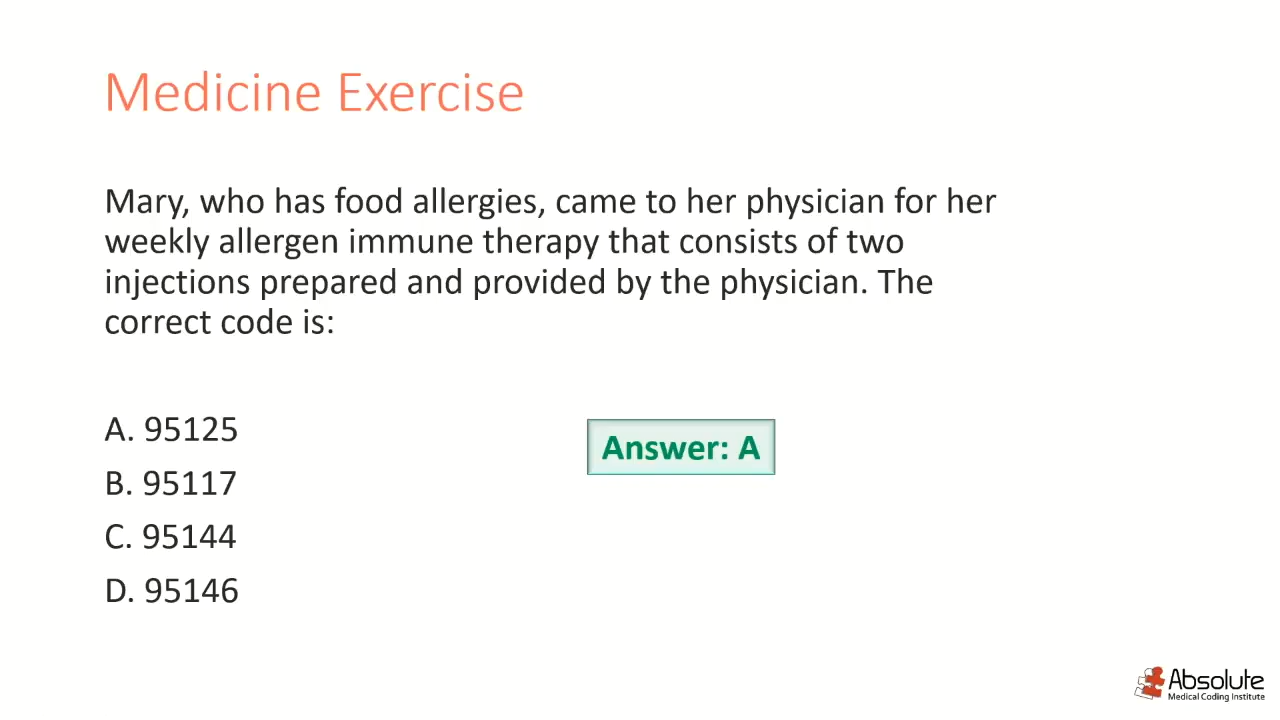 Medicine Exercise
Mary, who has food allergies, came to her physician for her
weekly allergen immune therapy that consists of two
injections prepared and provided by the physician. The
correct code is:
A. 95125
Answer: A
B. 95117
C. 95144
D. 95146
Absolute
Medical Coding Institute